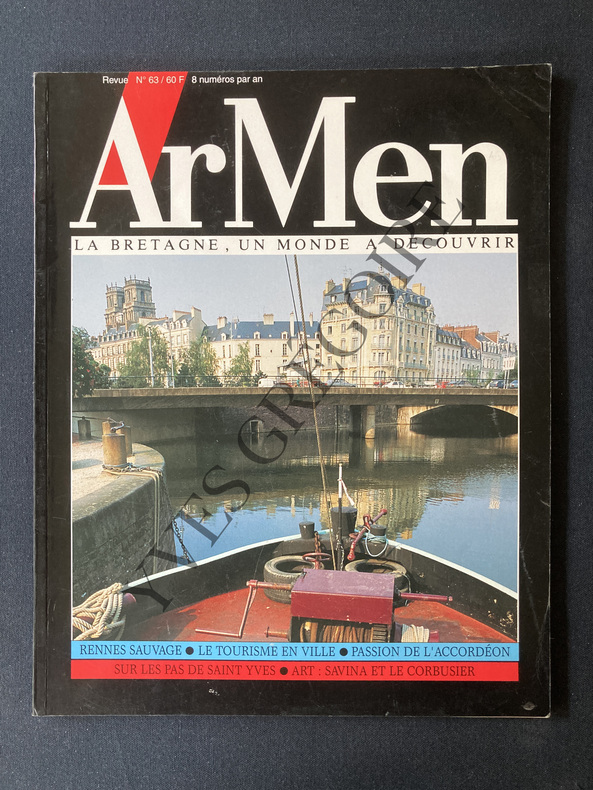 Revue N° 63 / 60 F 8 numéros par an
ArMen
LA BRETAGNE, UN MONDE A DÉCOUVRIR
YVES GRÉGOIRE
RENNES SAUVAGE ● LE TOURISME EN VILLE ● PASSION DE L'ACCORDÉON
SUR LES PAS DE SAINT YVES ● ART : SAVINA ET LE CORBUSIER